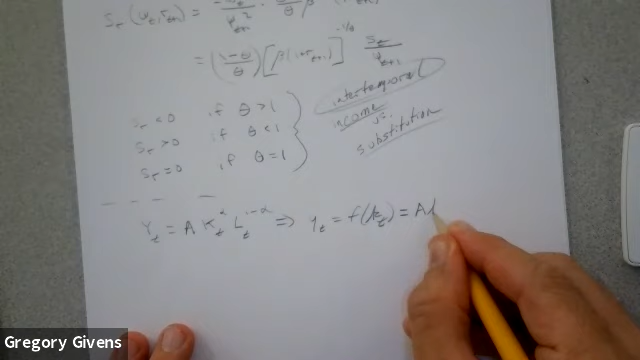 = (1-θ/θ) [β(1+r_{t+1})]^{-1/θ} s_t/ψ_{t+1}
s_r < 0 if θ > 1
s_r > 0 if θ < 1
s_r = 0 if θ = 1
intertemporal
income
vs.
substitution
Y_t = A K_t^α L_t^{1-α} ⇒ y_t = f(k_t) = A
Gregory Givens